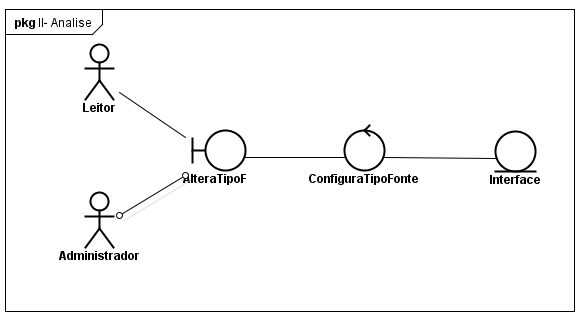 pkg II- Analise
Leitor
AlteraTipoF
ConfiguraTipoFonte
Interface
Administrador